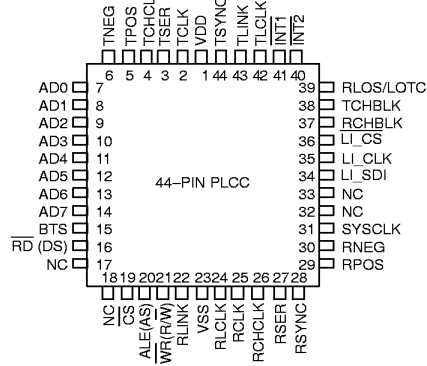 TNEG TPOS TCHCLK TSER TCLK VDD TSYNC TLINK TLCLK INT1 INT2
6 5 4 3 2 1 44 43 42 41 40
AD0 7 39 RLOS/LOTC
AD1 8 38 TCHBLK
AD2 9 37 RCHBLK
AD3 10 36 LI_CS
AD4 11 35 LI_CLK
AD5 12 44–PIN PLCC 34 LI_SDI
AD6 13 33 NC
AD7 14 32 NC
BTS 15 31 SYSCLK
RD (DS) 16 30 RNEG
NC 17 29 RPOS
18 19 20 21 22 23 24 25 26 27 28
NC CS ALE(AS) WR(R/W) RLINK VSS RLCLK RCLK RCHCLK RSER RSYNC